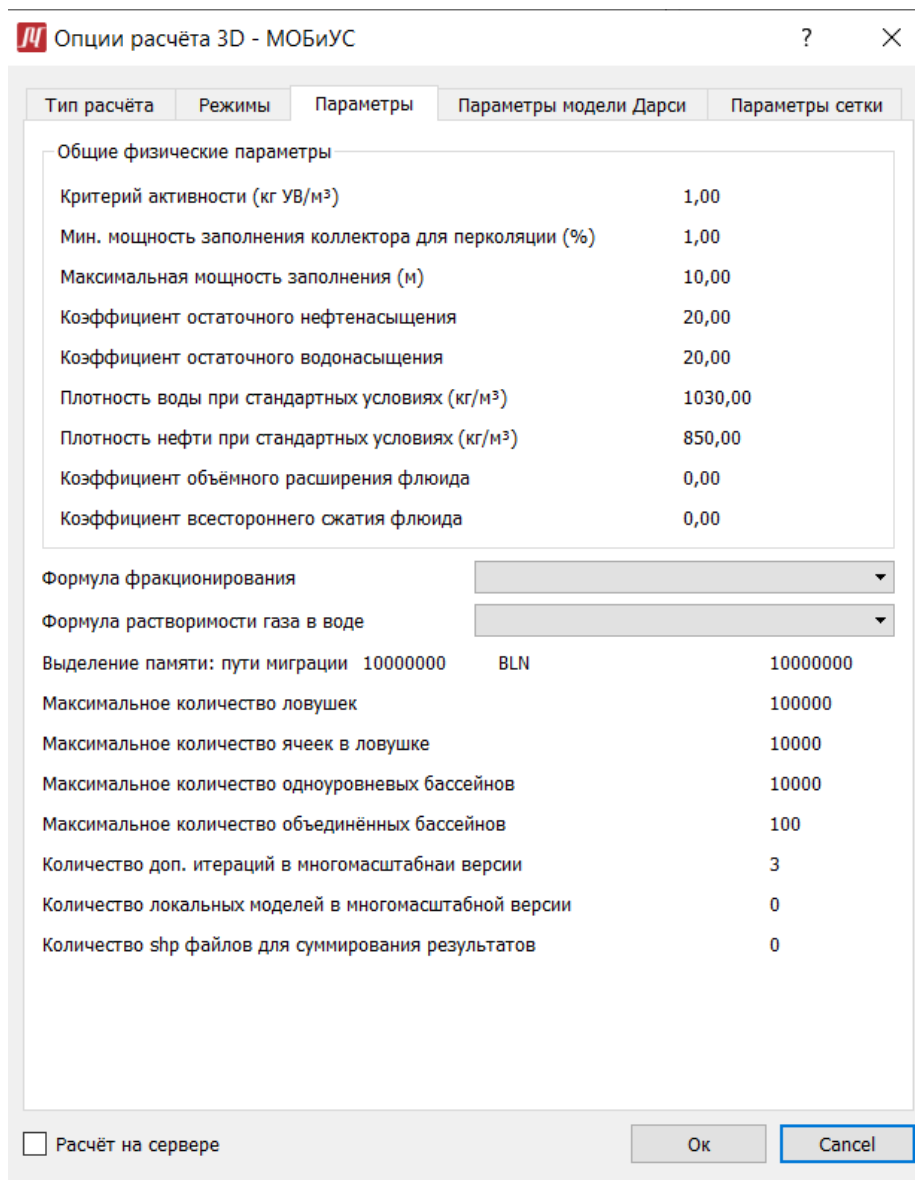 Опции расчёта 3D - МОБиУС ? ×
Тип расчёта Режимы Параметры Параметры модели Дарси Параметры сетки
Общие физические параметры
Критерий активности (кг УВ/м³) 1,00
Мин. мощность заполнения коллектора для перколяции (%) 1,00
Максимальная мощность заполнения (м) 10,00
Коэффициент остаточного нефтенасыщения 20,00
Коэффициент остаточного водонасыщения 20,00
Плотность воды при стандартных условиях (кг/м³) 1030,00
Плотность нефти при стандартных условиях (кг/м³) 850,00
Коэффициент объёмного расширения флюида 0,00
Коэффициент всестороннего сжатия флюида 0,00
Формула фракционирования
Формула растворимости газа в воде
Выделение памяти: пути миграции 10000000 BLN 10000000
Максимальное количество ловушек 100000
Максимальное количество ячеек в ловушке 10000
Максимальное количество одноуровневых бассейнов 10000
Максимальное количество объединённых бассейнов 100
Количество доп. итераций в многомасштабнаи версии 3
Количество локальных моделей в многомасштабной версии 0
Количество shp файлов для суммирования результатов 0
Расчёт на сервере Ок Cancel